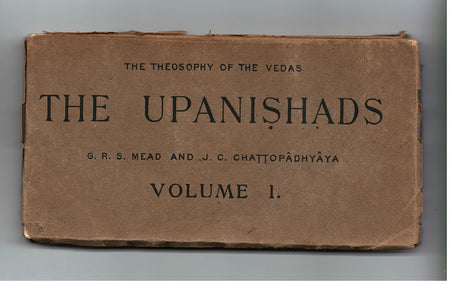 THE THEOSOPHY OF THE VEDAS
THE UPANIṢHADS
G. R. S. MEAD AND J. C. CHAṬṬOPÂDHYÂYA
VOLUME I.